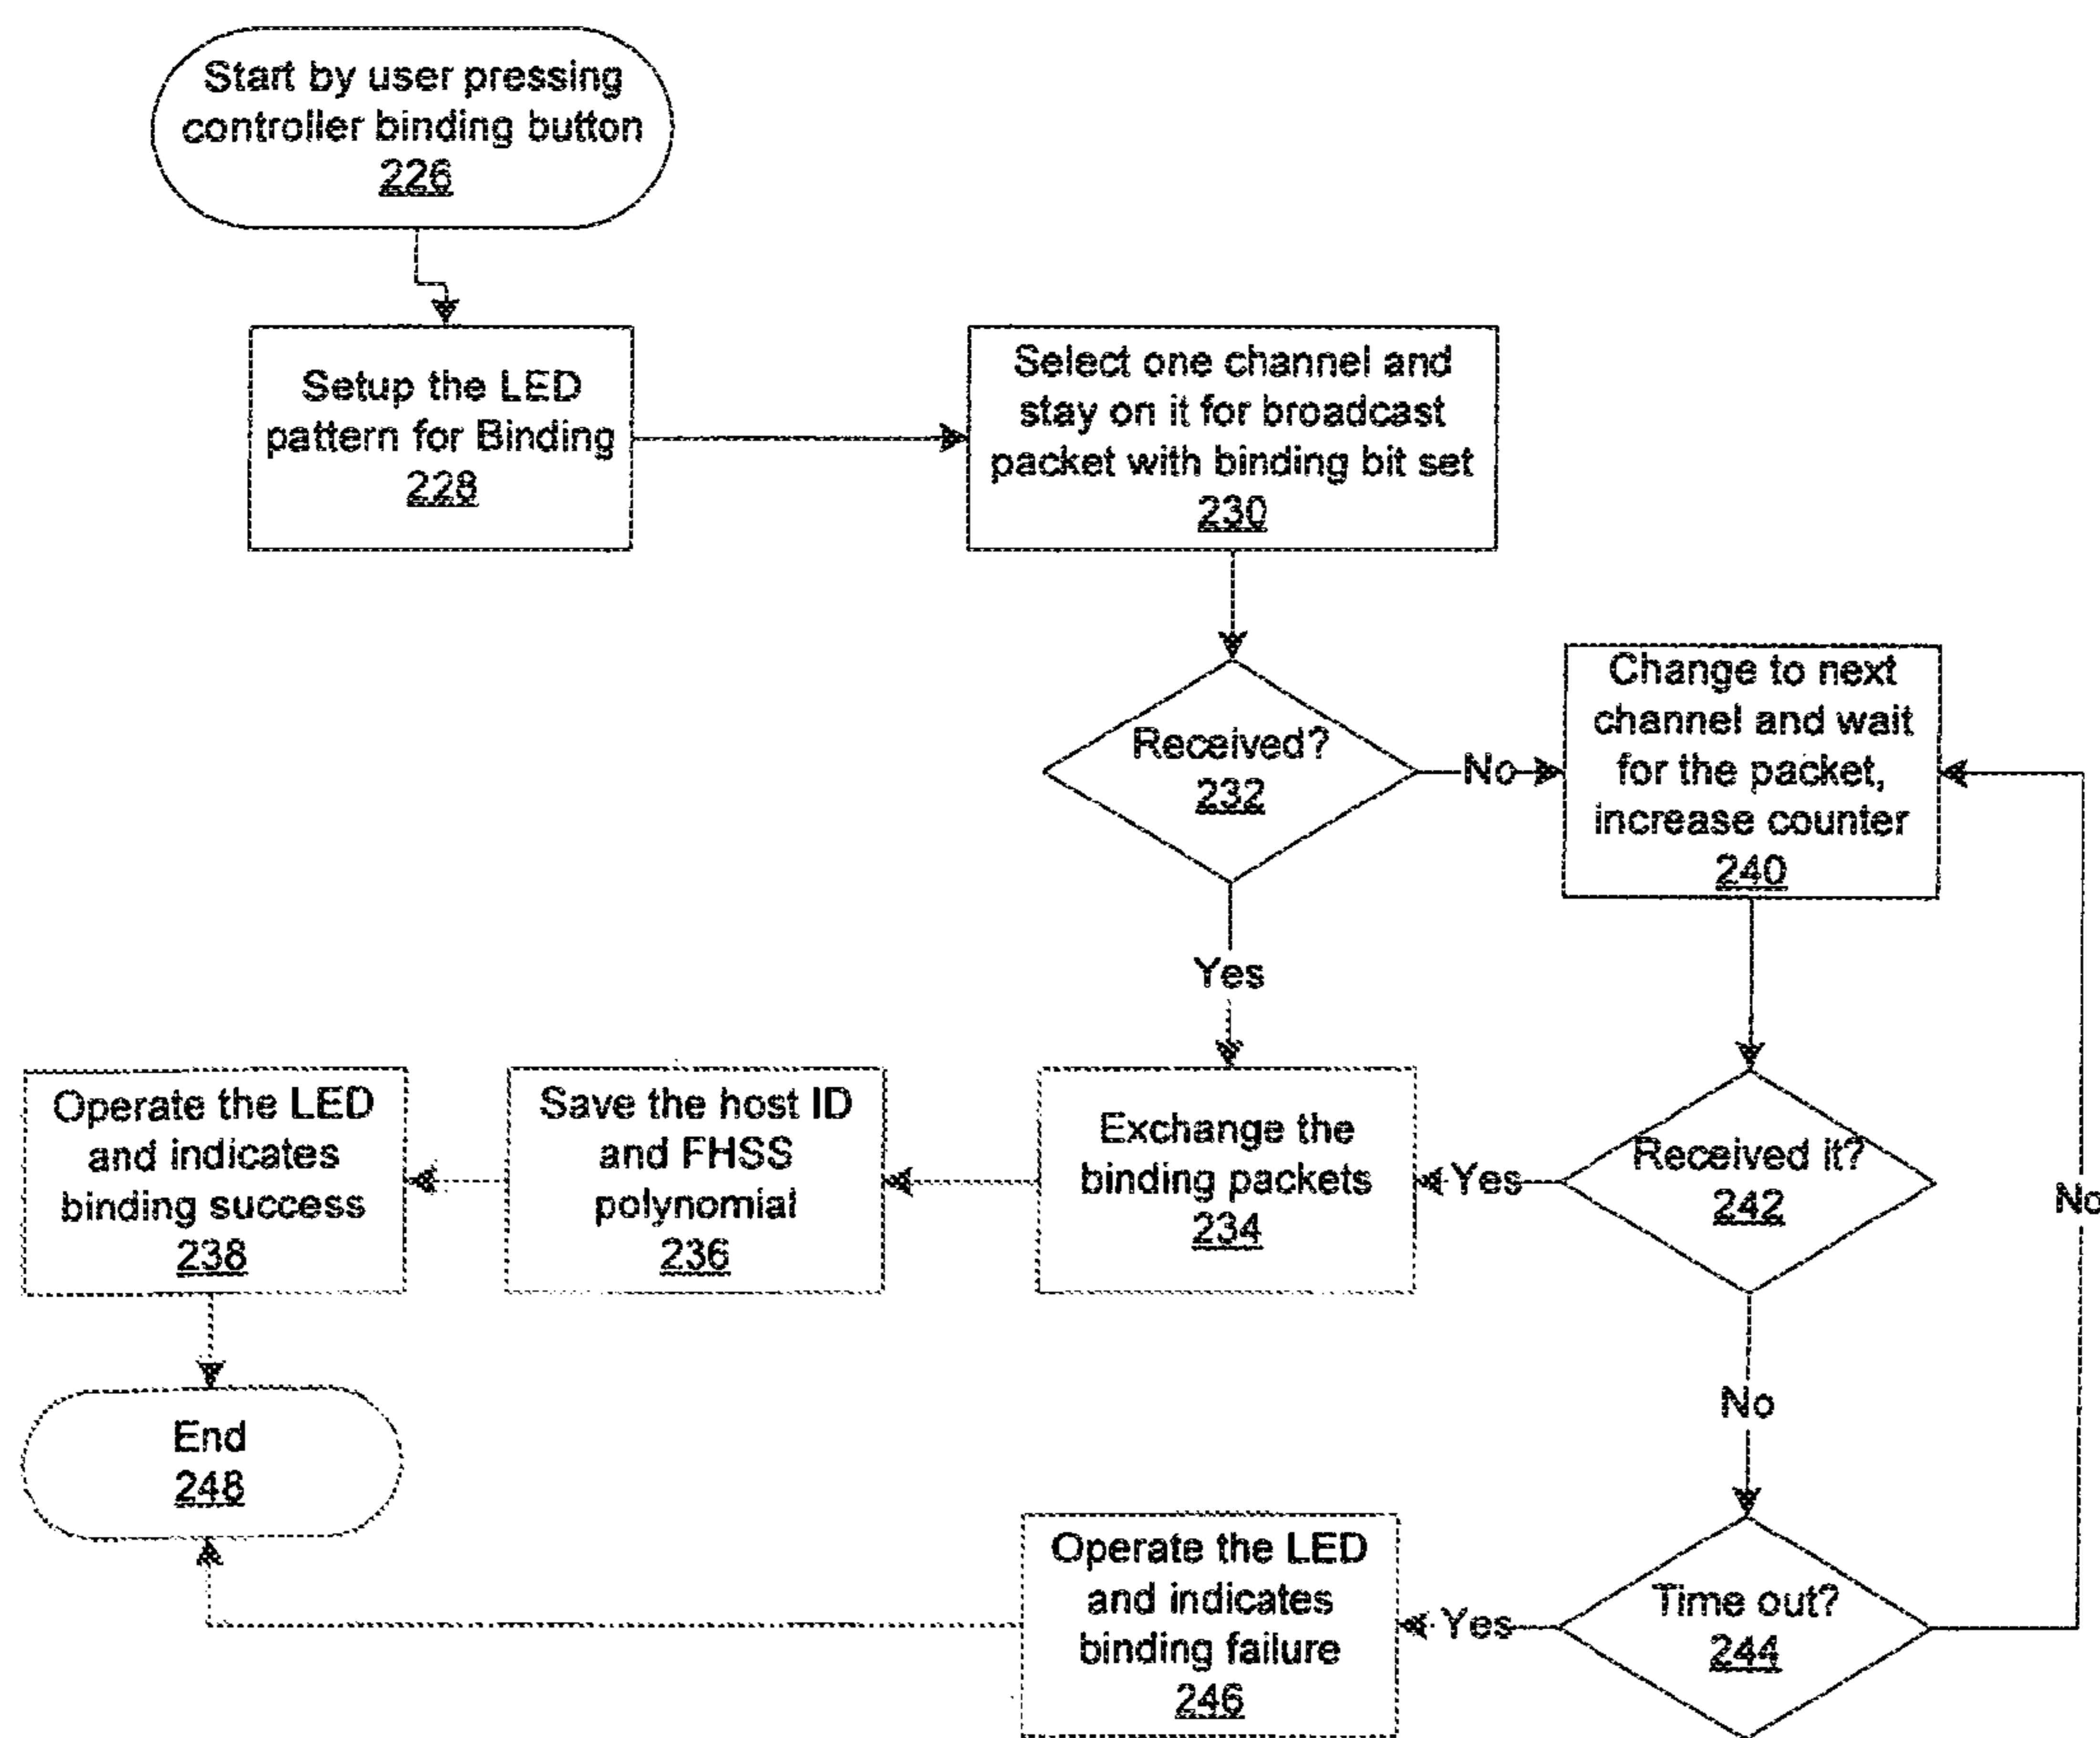 Start by user pressing
controller binding button
226
Setup the LED
pattern for Binding
228
Select one channel and
stay on it for broadcast
packet with binding bit set
230
Received?
232
No
Change to next
channel and wait
for the packet,
increase counter
240
Yes
Operate the LED
and indicates
binding success
238
Save the host ID
and FHSS
polynomial
236
Exchange the
binding packets
234
Yes
Received it?
242
No
No
End
248
Operate the LED
and indicates
binding failure
246
Yes
Time out?
244